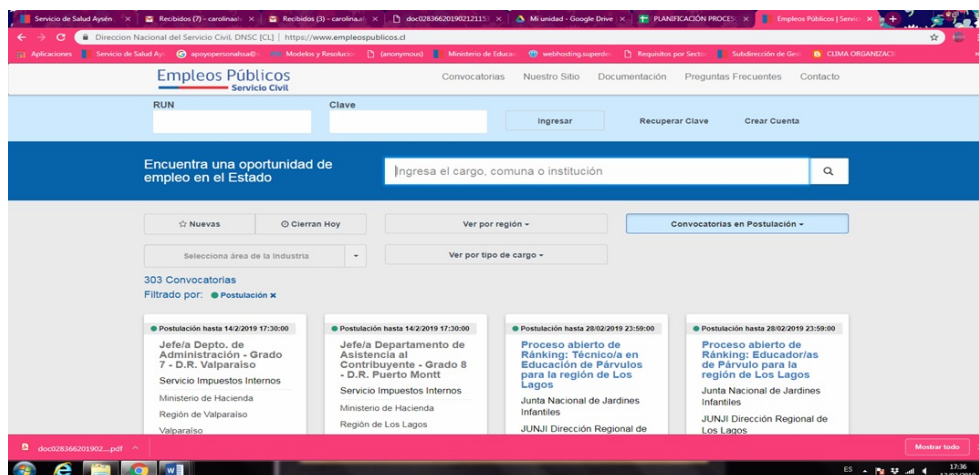 Servicio de Salud Aysén
Recibidos (7) - carolinaal
Recibidos (3) - carolina.a
doc02836620190212115
Mi unidad - Google Drive
PLANIFICACIÓN PROCES
Empleos Públicos | Servic
Direccion Nacional del Servicio Civil, DNSC [CL] | https://www.empleospublicos.cl
Aplicaciones
Servicio de Salud Ay
apoyopersonalssa@
Modelos y Resolucio
(anonymous)
Ministerio de Educac
webhosting.superde
Requisitos por Secto
Subdirección de Ges
CLIMA ORGANIZAC
Empleos Públicos
Servicio Civil
Convocatorias Nuestro Sitio Documentación Preguntas Frecuentes Contacto
RUN Clave
Ingresar Recuperar Clave Crear Cuenta
Encuentra una oportunidad de
empleo en el Estado
Ingresa el cargo, comuna o institución
Nuevas Cierran Hoy Ver por región Convocatorias en Postulación
Selecciona área de la Industria Ver por tipo de cargo
303 Convocatorias
Filtrado por: Postulación ×
Postulación hasta 14/2/2019 17:30:00
Jefe/a Depto. de
Administración - Grado
7 - D.R. Valparaíso
Servicio Impuestos Internos
Ministerio de Hacienda
Región de Valparaíso
Valparaíso
Postulación hasta 14/2/2019 17:30:00
Jefe/a Departamento de
Asistencia al
Contribuyente - Grado 8
- D.R. Puerto Montt
Servicio Impuestos Internos
Ministerio de Hacienda
Región de Los Lagos
Postulación hasta 28/02/2019 23:59:00
Proceso abierto de
Ránking: Técnico/a en
Educación de Párvulos
para la región de Los
Lagos
Junta Nacional de Jardines
Infantiles
JUNJI Dirección Regional de
Postulación hasta 28/02/2019 23:59:00
Proceso abierto de
Ránking: Educador/as
de Párvulo para la
región de Los Lagos
Junta Nacional de Jardines
Infantiles
JUNJI Dirección Regional de
Los Lagos
doc028366201902....pdf
Mostrar todo
ES
17:36